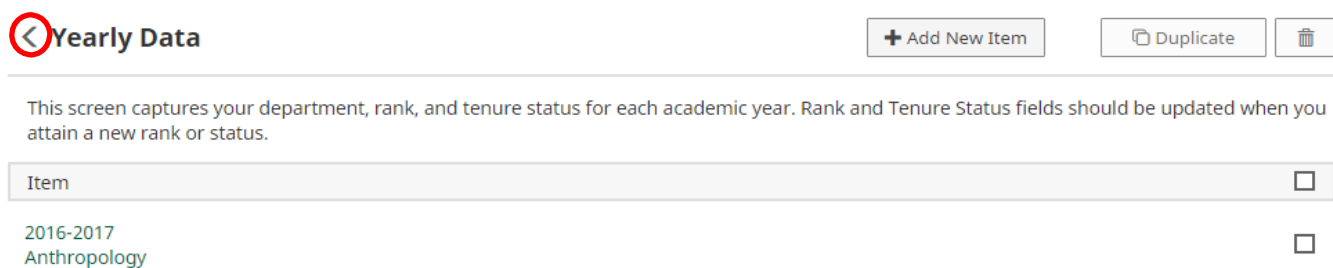 Yearly Data
Add New Item
Duplicate
This screen captures your department, rank, and tenure status for each academic year. Rank and Tenure Status fields should be updated when you
attain a new rank or status.
Item
2016-2017
Anthropology